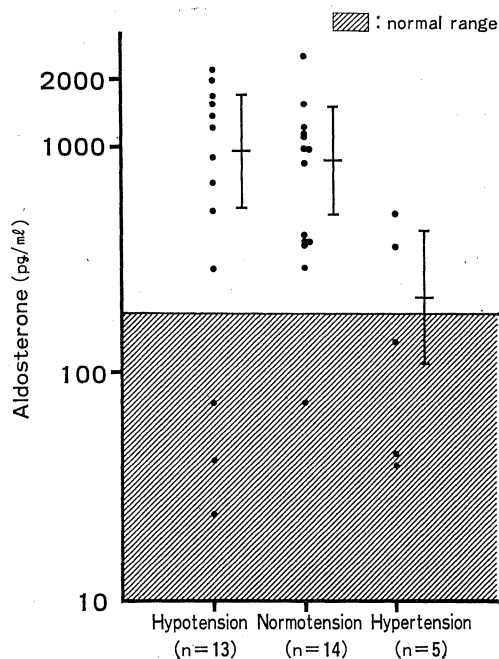 : normal range
2000
1000
100
10
Aldosterone (pg/mℓ)
Hypotension Normotension Hypertension
(n=13) (n=14) (n=5)